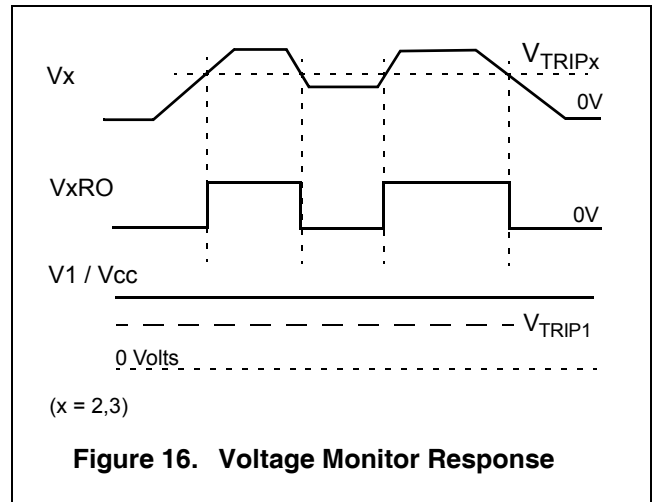 Vx
VTRIPx
0V
VxRO
0V
V1 / Vcc
VTRIP1
0 Volts
(x = 2,3)
Figure 16. Voltage Monitor Response